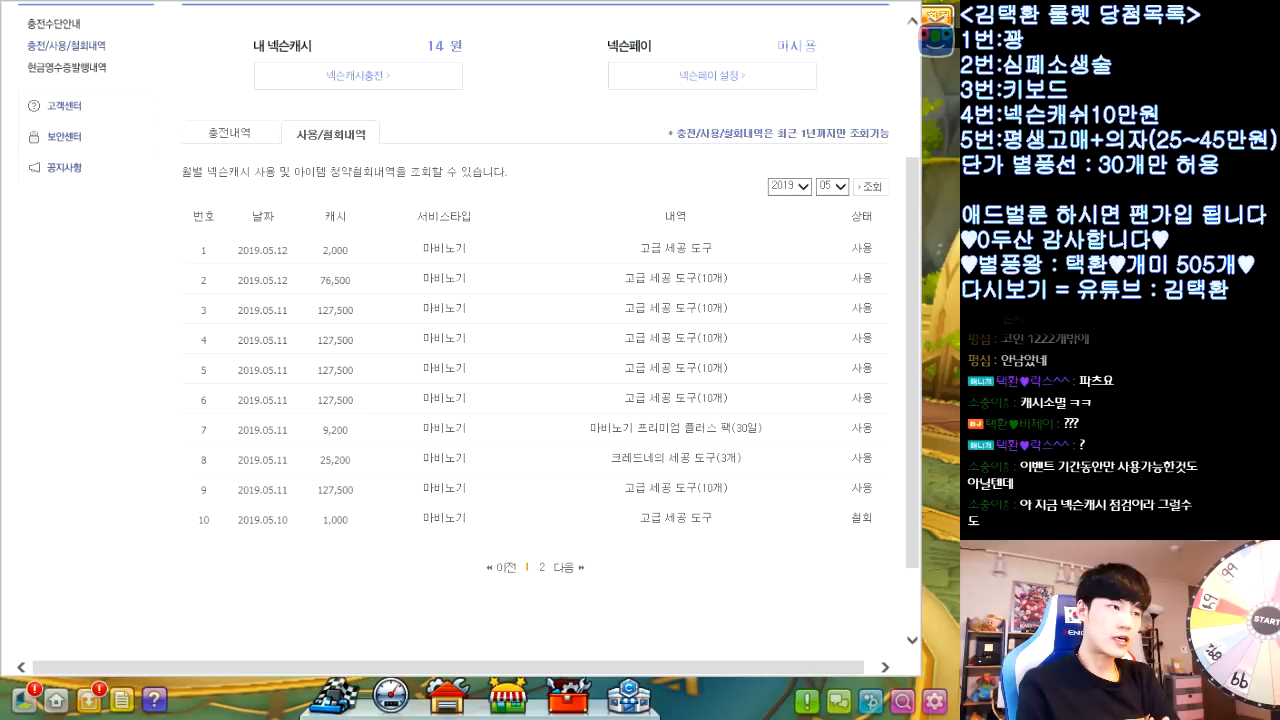 충전수단안내
충전/사용/철회내역
현금영수증발행내역
고객센터
보안센터
공지사항
내 넥슨캐시
14 원
넥슨페이
미사용
넥슨캐시충전 >
넥슨페이 설정 >
충전내역
사용/철회내역
* 충전/사용/철회내역은 최근 1년까지만 조회가능
월별 넥슨캐시 사용 및 아이템 청약철회내역을 조회할 수 있습니다.
2019
05
› 조회
번호 날짜 캐시 서비스타입 내역 상태
1 2019.05.12 마비노기 고급 세공 도구 사용
2 2019.05.12 마비노기 고급 세공 도구(10개) 사용
3 2019.05.11 127,500 마비노기 고급 세공 도구(10개) 사용
4 2019.05.11 127,500 마비노기 고급 세공 도구(10개) 사용
5 2019.05.11 127,500 마비노기 고급 세공 도구(10개) 사용
6 2019.05.11 127,500 마비노기 고급 세공 도구(10개) 사용
7 2019.05.11 마비노기 마비노기 프리미엄 플러스 팩(30일) 사용
8 2019.05.11 25,200 마비노기 크레드네의 세공 도구(3개) 사용
9 2019.05.11 127,500 마비노기 고급 세공 도구(10개) 사용
10 2019.05.10 1,000 마비노기 고급 세공 도구 철회
이전 1 2 다음
<김택환 룰렛 당첨목록>
1번:꽝
2번:심폐소생술
3번:키보드
4번:넥슨캐쉬10만원
5번:평생고매+의자(25~45만원)
단가 별풍선 : 30개만 허용
애드벌룬 하시면 팬가입 됩니다
♥0두산 감사합니다♥
♥별풍왕 : 택환♥개미 505개♥
다시보기 = 유튜브 : 김택환
평심 : 코인 1222개밖에
평심 : 안남았네
매니저 택환♥락스^^ : 파츠요
소중이쏭 : 캐시소멸 ㅋㅋ
BJ 택환♥비제이 : ???
매니저 택환♥락스^^ : ?
소중이쏭 : 이벤트 기간동안만 사용가능한것도
아닐텐데
소중이쏭 : 아 지금 넥슨캐시 점검이라 그럴수
도
START